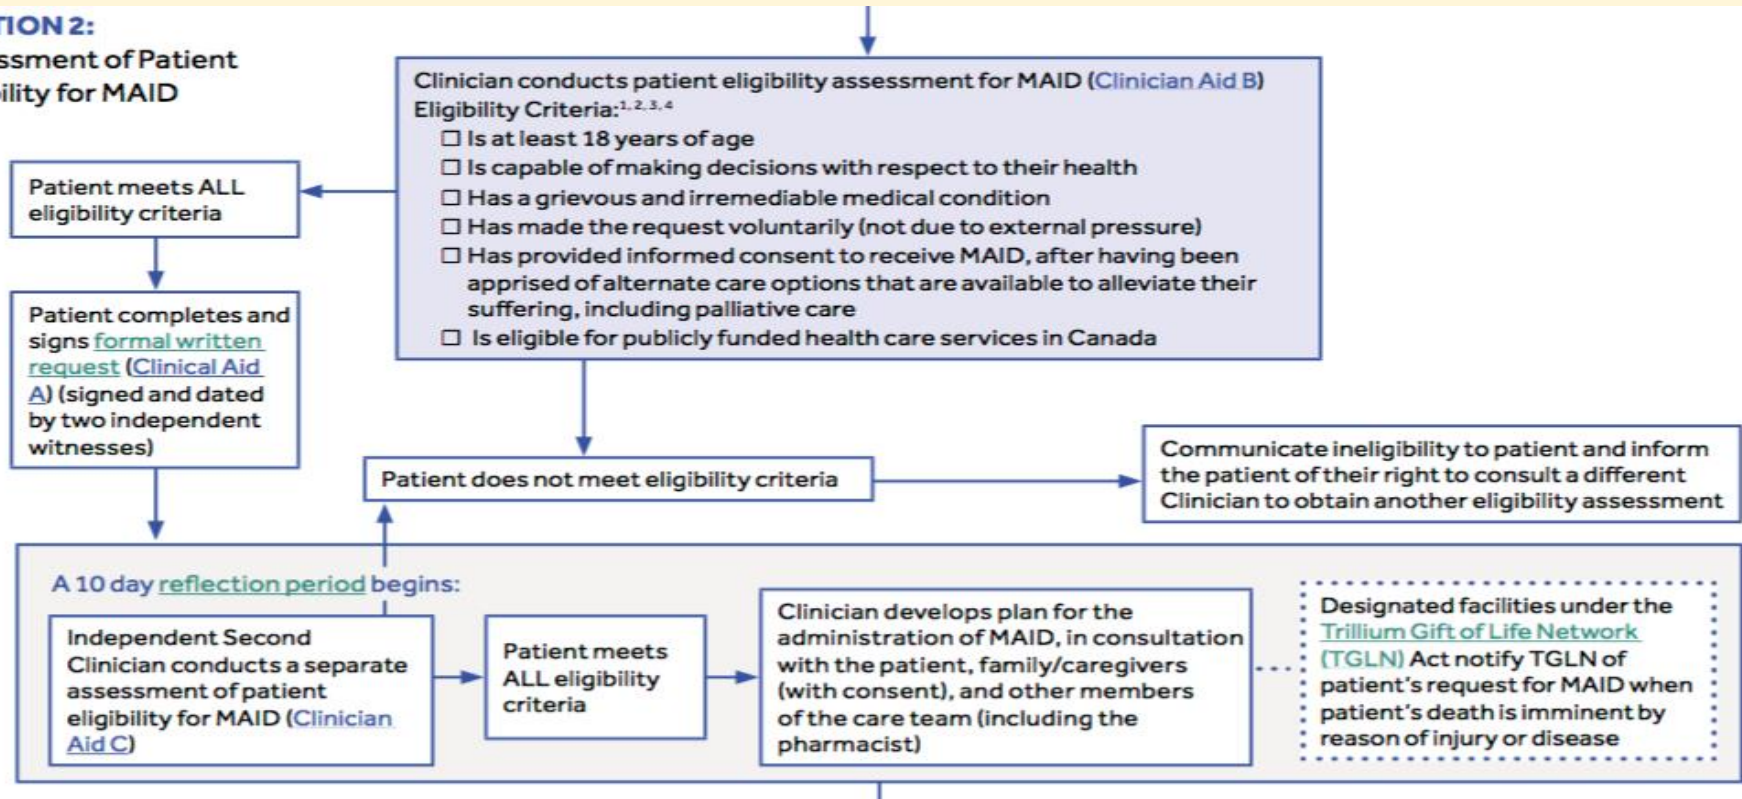 TION 2:
ssment of Patient
ility for MAID
Clinician conducts patient eligibility assessment for MAID (Clinician Aid B)
Eligibility Criteria:1, 2, 3, 4
☐ Is at least 18 years of age
☐ Is capable of making decisions with respect to their health
☐ Has a grievous and irremediable medical condition
☐ Has made the request voluntarily (not due to external pressure)
☐ Has provided informed consent to receive MAID, after having been
apprised of alternate care options that are available to alleviate their
suffering, including palliative care
☐ Is eligible for publicly funded health care services in Canada
Patient meets ALL
eligibility criteria
Patient completes and
signs formal written
request (Clinical Aid
A) (signed and dated
by two independent
witnesses)
Patient does not meet eligibility criteria
Communicate ineligibility to patient and inform
the patient of their right to consult a different
Clinician to obtain another eligibility assessment
A 10 day reflection period begins:
Independent Second
Clinician conducts a separate
assessment of patient
eligibility for MAID (Clinician
Aid C)
Patient meets
ALL eligibility
criteria
Clinician develops plan for the
administration of MAID, in consultation
with the patient, family/caregivers
(with consent), and other members
of the care team (including the
pharmacist)
Designated facilities under the
Trillium Gift of Life Network
(TGLN) Act notify TGLN of
patient's request for MAID when
patient's death is imminent by
reason of injury or disease